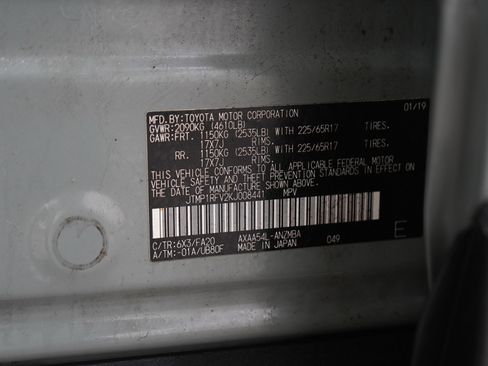 MFD.BY:TOYOTA MOTOR CORPORATION 01/19
GVWR:2090KG (4610LB)
GAWR:FRT. 1150KG (2535LB) WITH 225/65R17 TIRES.
17X7J RIMS.
RR. 1150KG (2535LB) WITH 225/65R17 TIRES.
17X7J RIMS.
THIS VEHICLE CONFORMS TO ALL APPLICABLE FEDERAL MOTOR
VEHICLE SAFETY AND THEFT PREVENTION STANDARDS IN EFFECT ON
THE DATE OF MANUFACTURE SHOWN ABOVE.
JTMP1RFV2KJ008441 MPV
C/TR:6X3/FA20 AXAA54L-ANZMBA
A/TM:-01A/UB80F MADE IN JAPAN 049 E